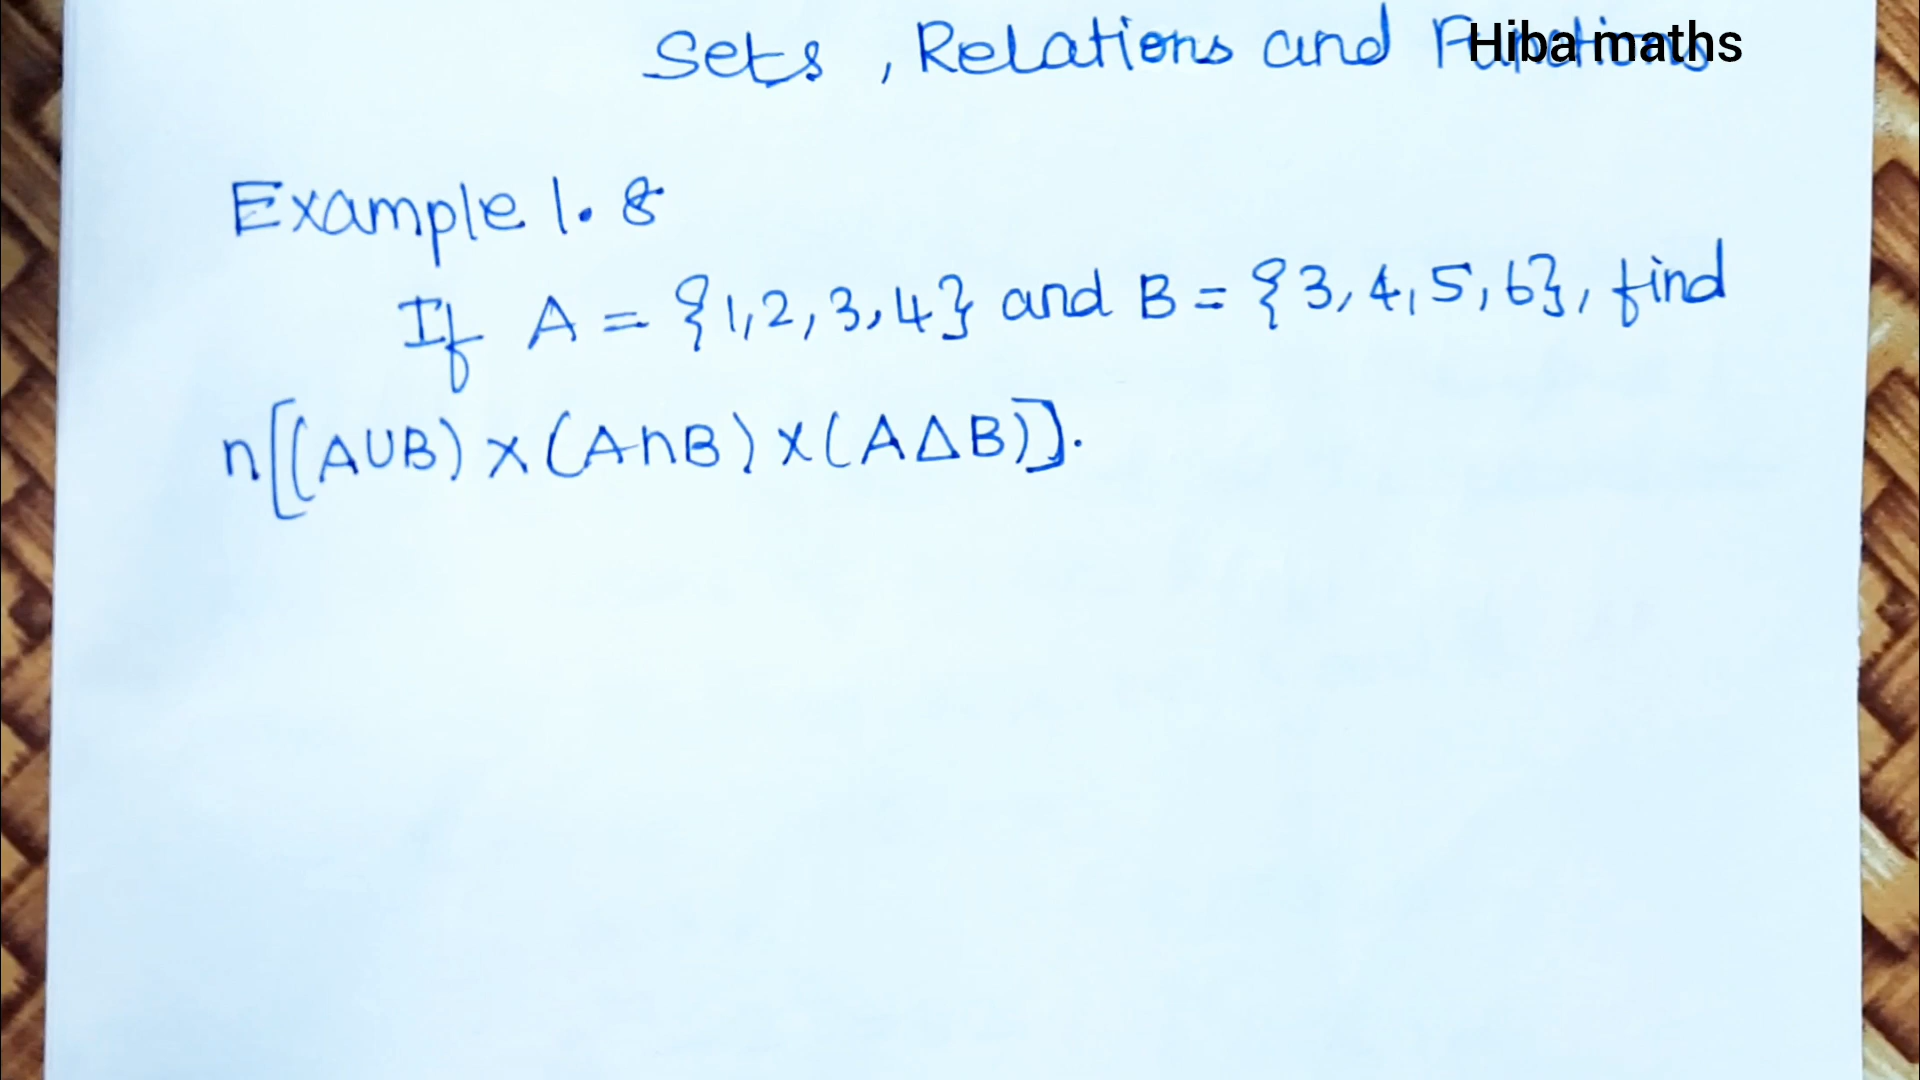 Sets, Relations and Functions
Hiba maths
Example 1.8
If A = {1,2,3,4} and B = {3,4,5,6}, find
n[(A∪B) × (A∩B) × (A△B)].